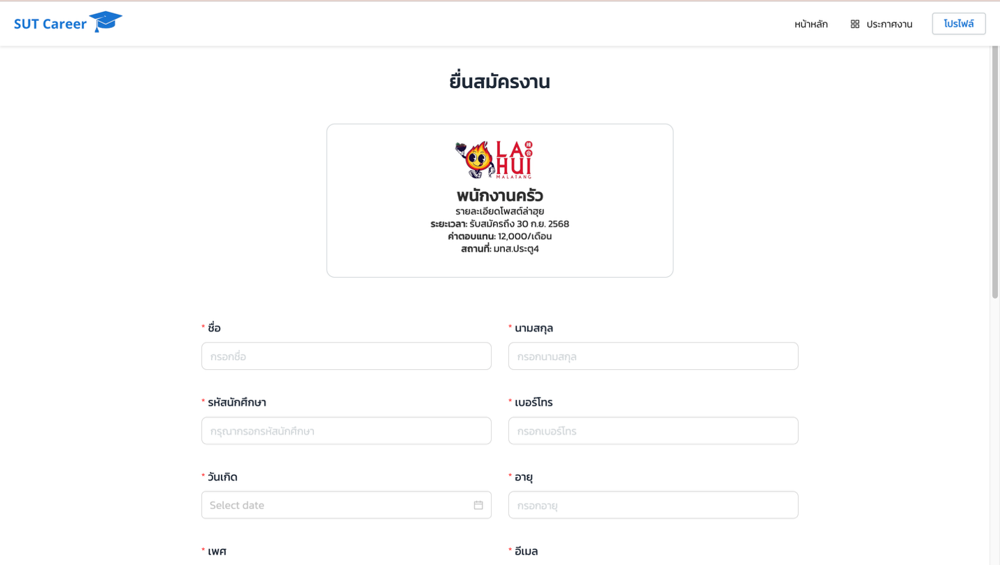 SUT Career
หน้าหลัก
ประกาศงาน
โปรไฟล์
ยื่นสมัครงาน
LA
HUI
辣
會
MALATANG
พนักงานครัว
รายละเอียดโพสต์ล่าฮุย
ระยะเวลา: รับสมัครถึง 30 ก.ย. 2568
ค่าตอบแทน: 12,000/เดือน
สถานที่: มทส.ประตู4
* ชื่อ
* นามสกุล
กรอกชื่อ
กรอกนามสกุล
* รหัสนักศึกษา
* เบอร์โทร
กรุณากรอกรหัสนักศึกษา
กรอกเบอร์โทร
* วันเกิด
* อายุ
Select date
กรอกอายุ
* เพศ
* อีเมล